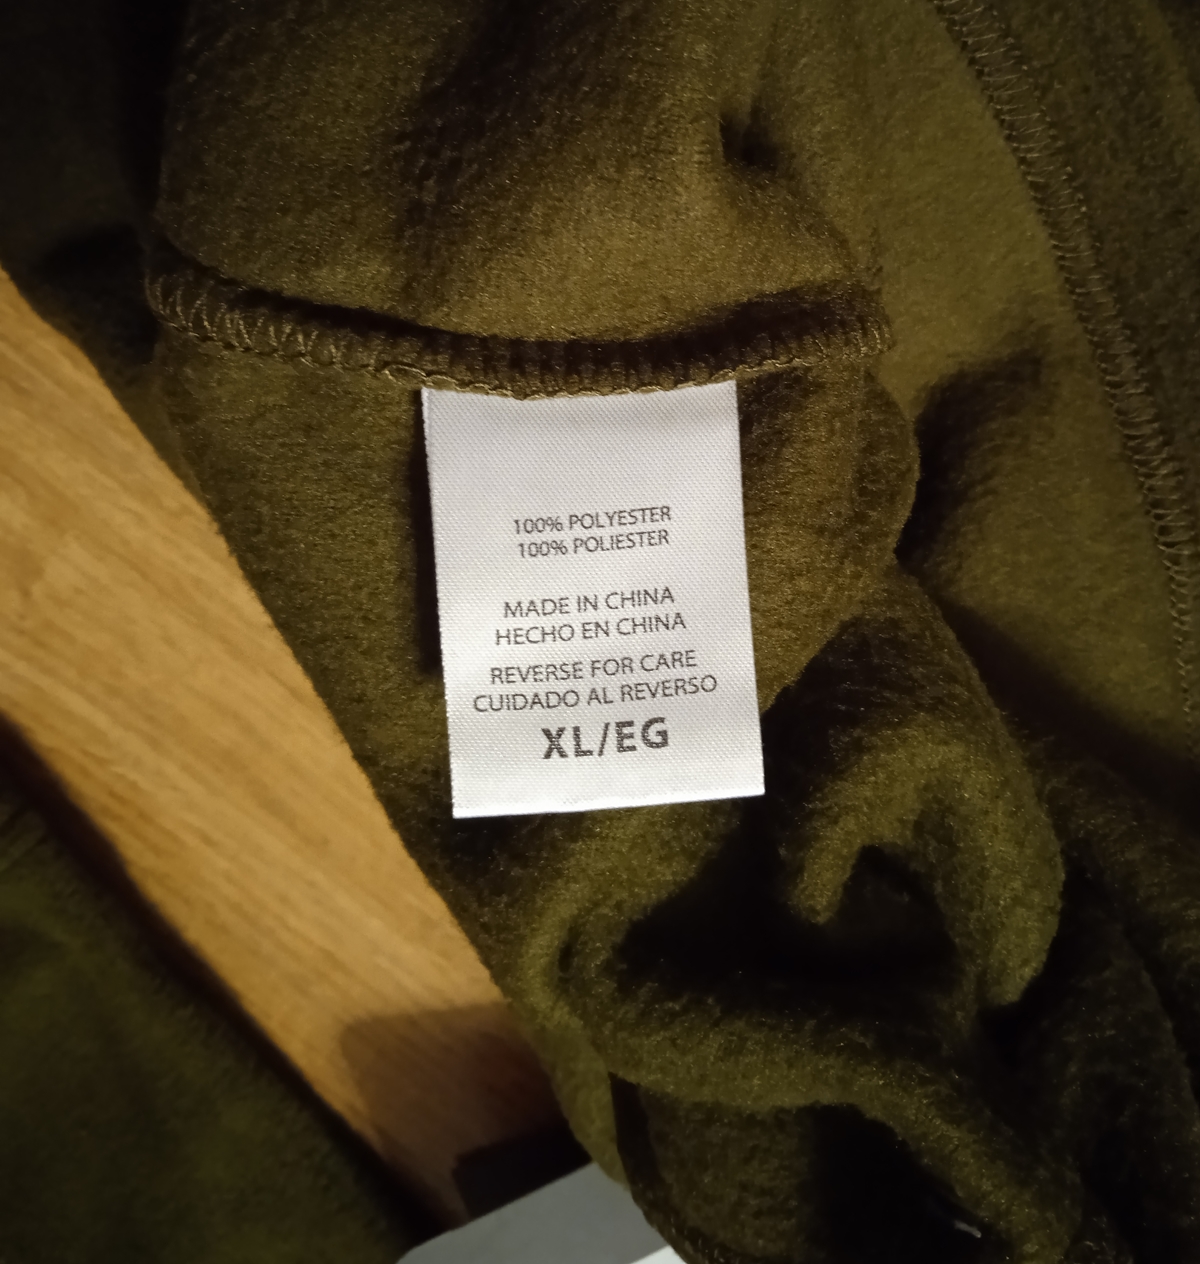 100% POLYESTER
100% POLIESTER
MADE IN CHINA
HECHO EN CHINA
REVERSE FOR CARE
CUIDADO AL REVERSO
XL/EG